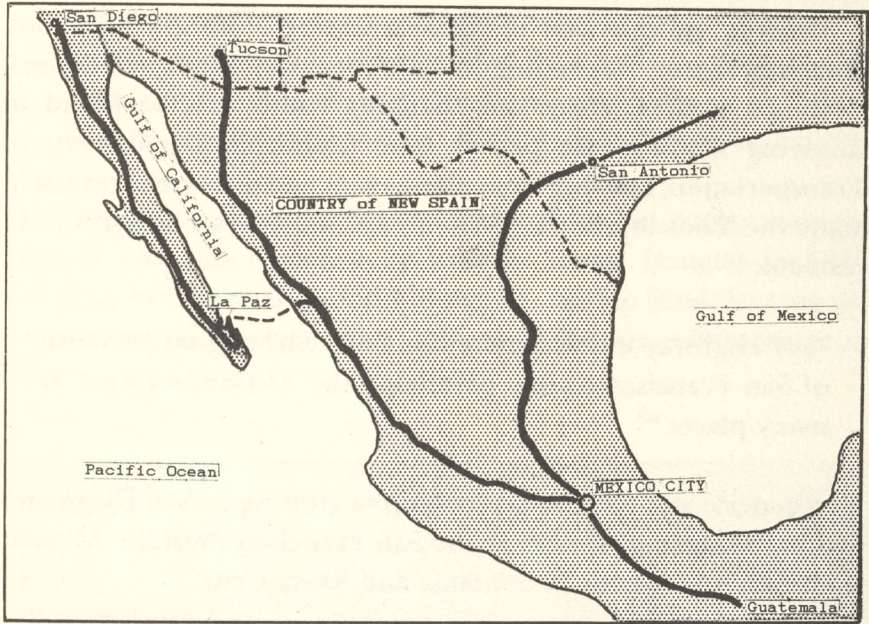 San Diego
Tucson
Gulf of California
San Antonio
COUNTRY of NEW SPAIN
La Paz
Gulf of Mexico
Pacific Ocean
MEXICO CITY
Guatemala